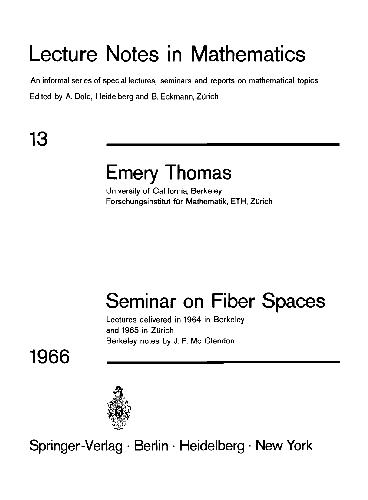 Lecture Notes in Mathematics
An informal series of special lectures, seminars and reports on mathematical topics
Edited by A. Dold, Heidelberg and B. Eckmann, Zürich
13
Emery Thomas
University of California, Berkeley
Forschungsinstitut für Mathematik, ETH, Zürich
Seminar on Fiber Spaces
Lectures delivered in 1964 in Berkeley
and 1965 in Zürich
Berkeley notes by J. F. Mc Clendon
1966
Springer-Verlag · Berlin · Heidelberg · New York